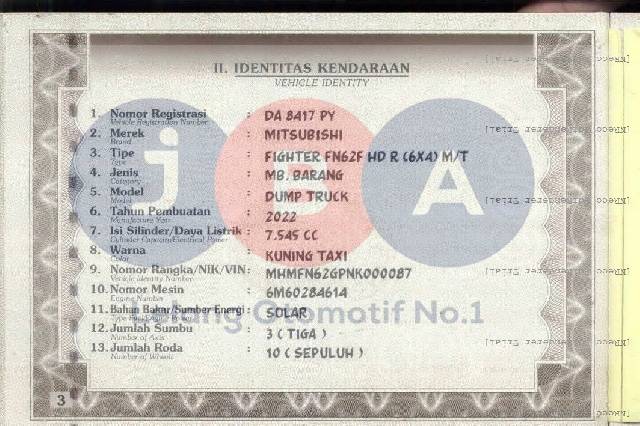 II. IDENTITAS KENDARAAN
VEHICLE IDENTITY
1. Nomor Registrasi : DA 8417 PY
Vehicle Registration Number
2. Merek : MITSUBISHI
Brand
3. Tipe : FIGHTER FN62F HD R (6X4) M/T
Type
4. Jenis : MB. BARANG
Category
5. Model : DUMP TRUCK
Model
6. Tahun Pembuatan : 2022
Manufacture Year
7. Isi Silinder/Daya Listrik : 7.545 CC
Cylinder Capacity/Electrical Power
8. Warna : KUNING TAXI
Color
9. Nomor Rangka/NIK/VIN : MHMFN62GPNK000087
Vehicle Identity Number
10. Nomor Mesin : 6M60284614
Engine Number
11. Bahan Bakar/Sumber Energi : SOLAR
12. Jumlah Sumbu : 3 ( TIGA )
Number of Axis
13. Jumlah Roda : 10 ( SEPULUH )
Number of Wheels
JBA
Lelang Otomotif No.1
3